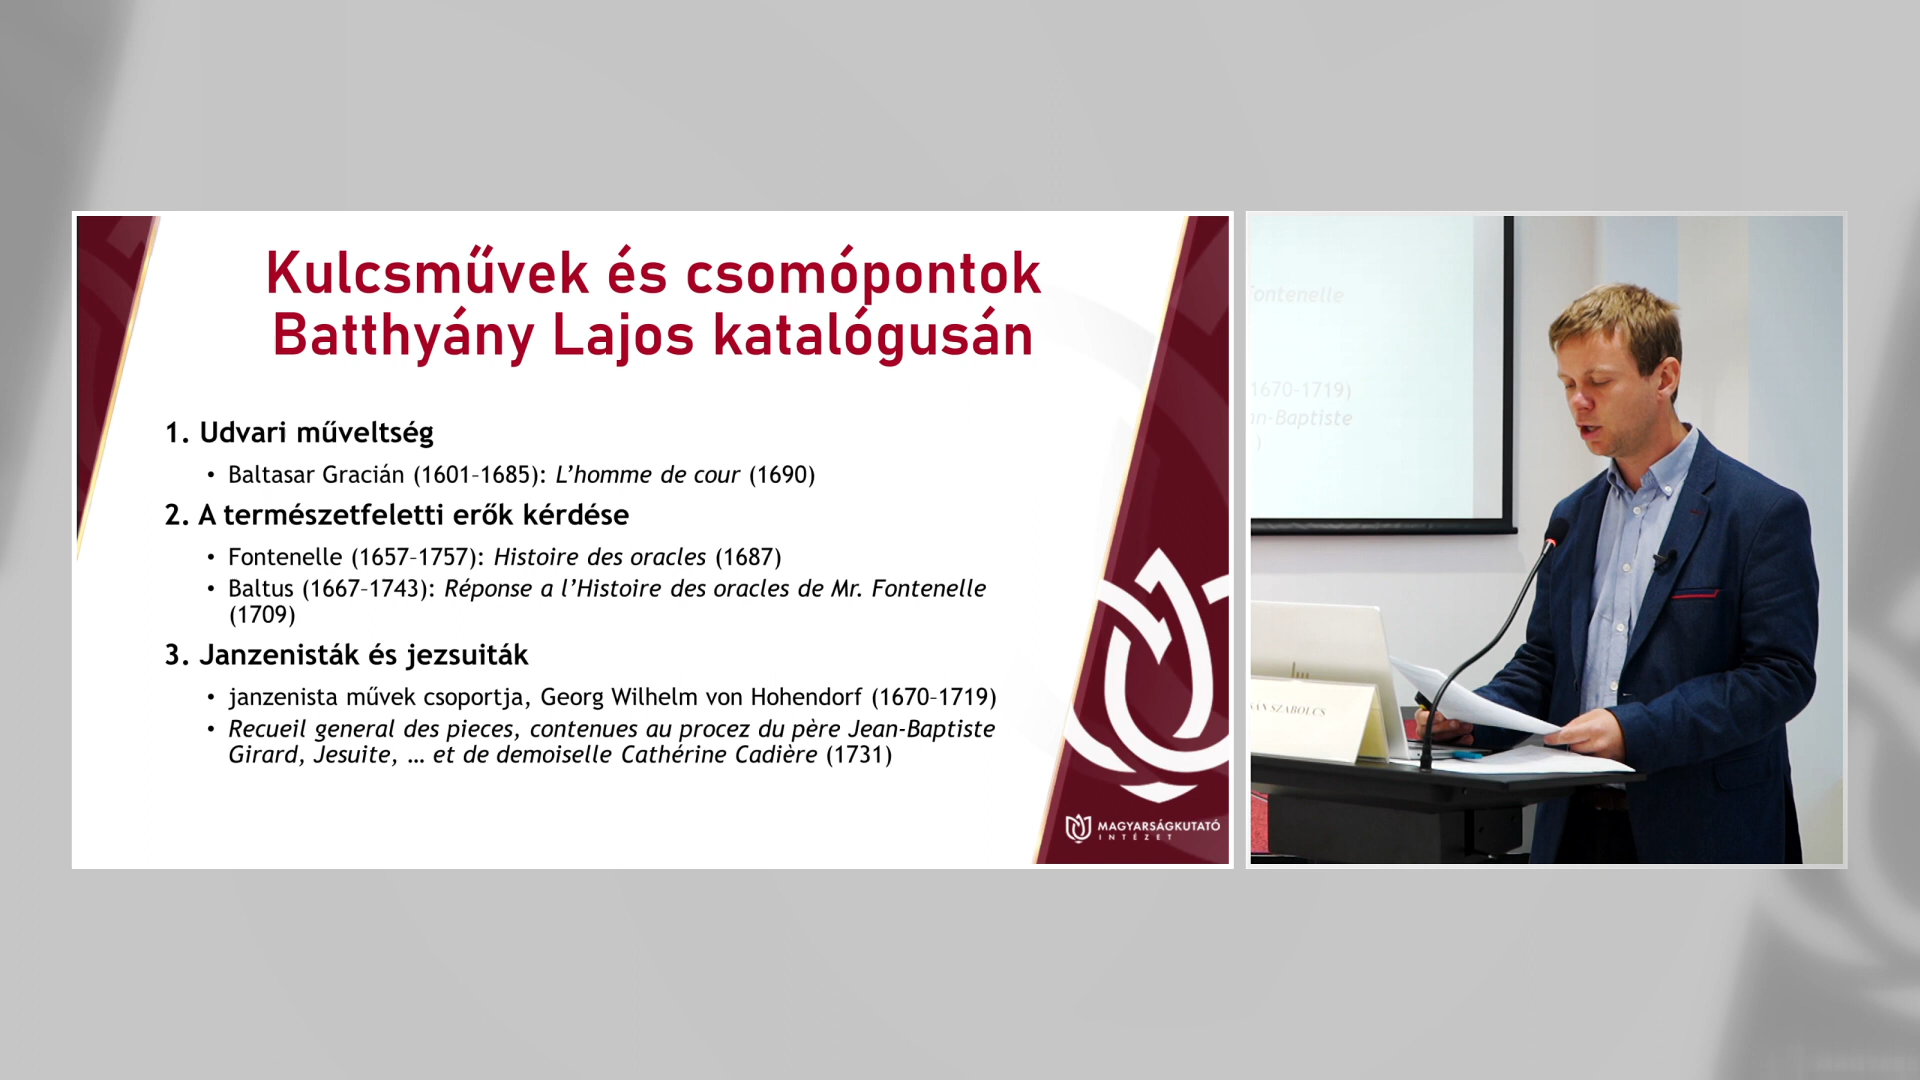 Kulcsművek és csomópontok
Batthyány Lajos katalógusán
1. Udvari műveltség
• Baltasar Gracián (1601–1685): L’homme de cour (1690)
2. A természetfeletti erők kérdése
• Fontenelle (1657–1757): Histoire des oracles (1687)
• Baltus (1667–1743): Réponse a l’Histoire des oracles de Mr. Fontenelle
(1709)
3. Janzenisták és jezsuiták
• janzenista művek csoportja, Georg Wilhelm von Hohendorf (1670–1719)
• Recueil general des pieces, contenues au procez du père Jean-Baptiste
Girard, Jesuite, … et de demoiselle Cathérine Cadière (1731)
MAGYARSÁGKUTATÓ
INTÉZET
Fontenelle
1670-1719)
an-Baptiste
)
SÁN SZABOLCS